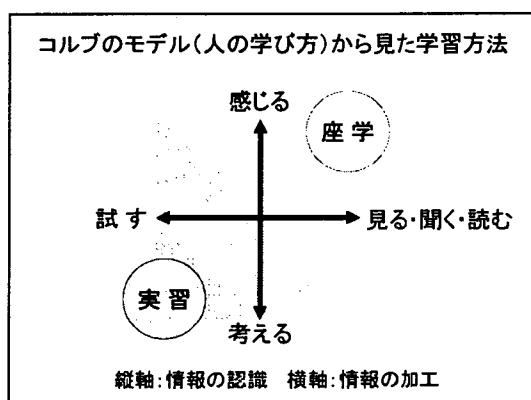 コルブのモデル(人の学び方)から見た学習方法
感じる
座学
試す
見る・聞く・読む
実習
考える
縦軸:情報の認識 横軸:情報の加工